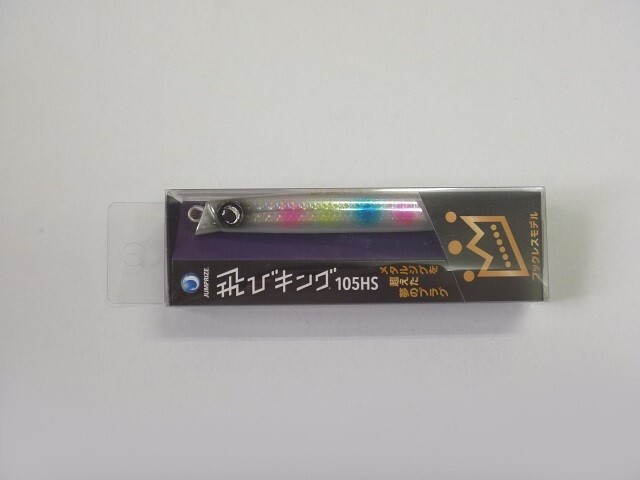 JUMPRIZE
飛びキング 105HS
メタルジグを
超えた
夢のプラグ
フックレスモデル